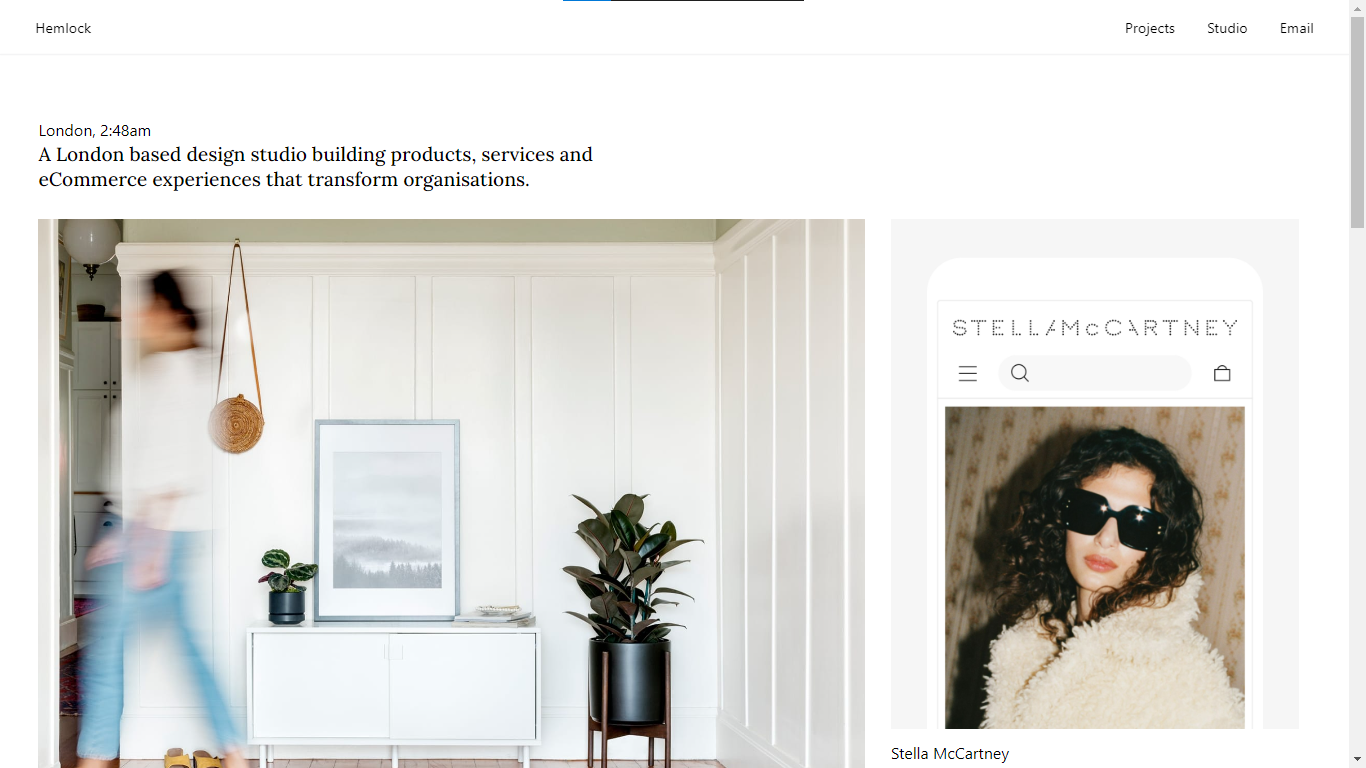 Hemlock
Projects
Studio
Email
London, 2:48am
A London based design studio building products, services and
eCommerce experiences that transform organisations.
STELLA McCARTNEY
Stella McCartney